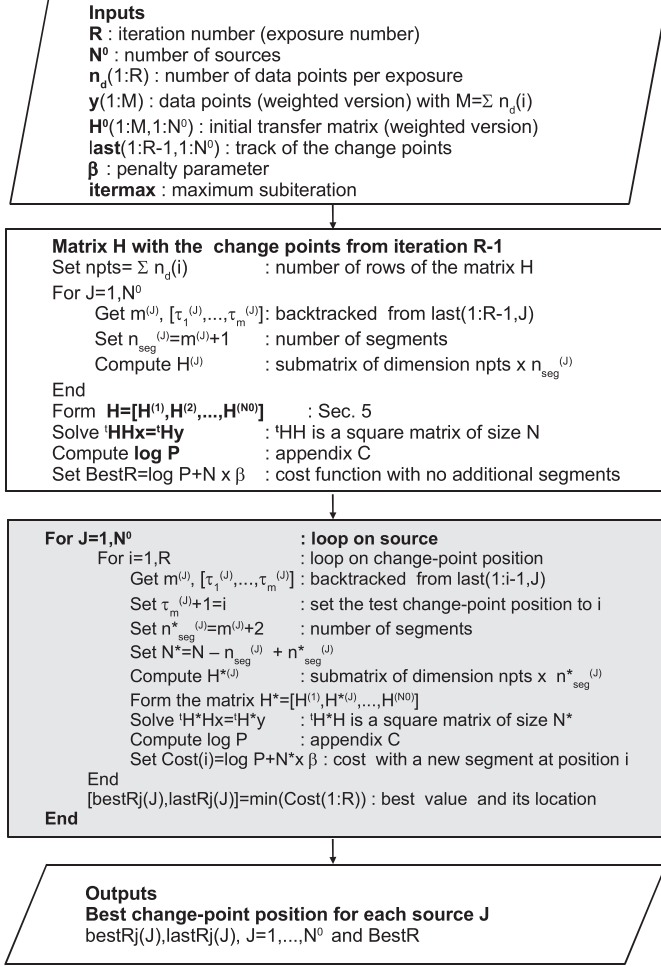 Inputs
R : iteration number (exposure number)
N⁰ : number of sources
n_d(1:R) : number of data points per exposure
y(1:M) : data points (weighted version) with M=Σ n_d(i)
H⁰(1:M,1:N⁰) : initial transfer matrix (weighted version)
last(1:R-1,1:N⁰) : track of the change points
β : penalty parameter
itermax : maximum subiteration
Matrix H with the change points from iteration R-1
Set npts= Σ n_d(i) : number of rows of the matrix H
For J=1,N⁰
Get m⁽ᴶ⁾, [τ₁⁽ᴶ⁾,...,τₘ⁽ᴶ⁾] : backtracked from last(1:R-1,J)
Set n_seg⁽ᴶ⁾=m⁽ᴶ⁾+1 : number of segments
Compute H⁽ᴶ⁾ : submatrix of dimension npts x n_seg⁽ᴶ⁾
End
Form H=[H⁽¹⁾,H⁽²⁾,...,H⁽ᴺ⁰⁾] : Sec. 5
Solve ᵗHHx=ᵗHy : ᵗHH is a square matrix of size N
Compute log P : appendix C
Set BestR=log P+N x β : cost function with no additional segments
For J=1,N⁰ : loop on source
For i=1,R : loop on change-point position
Get m⁽ᴶ⁾, [τ₁⁽ᴶ⁾,...,τₘ⁽ᴶ⁾] : backtracked from last(1:i-1,J)
Set τₘ⁽ᴶ⁾+1=i : set the test change-point position to i
Set n*_seg⁽ᴶ⁾=m⁽ᴶ⁾+2 : number of segments
Set N*=N – n_seg⁽ᴶ⁾ + n*_seg⁽ᴶ⁾
Compute H*⁽ᴶ⁾ : submatrix of dimension npts x n*_seg⁽ᴶ⁾
Form the matrix H*=[H⁽¹⁾,H*⁽ᴶ⁾,...,H⁽ᴺ⁰⁾]
Solve ᵗH*Hx=ᵗH*y : ᵗH*H is a square matrix of size N*
Compute log P : appendix C
Set Cost(i)=log P+N*x β : cost with a new segment at position i
End
[bestRj(J),lastRj(J)]=min(Cost(1:R)) : best value and its location
End
Outputs
Best change-point position for each source J
bestRj(J),lastRj(J), J=1,...,N⁰ and BestR